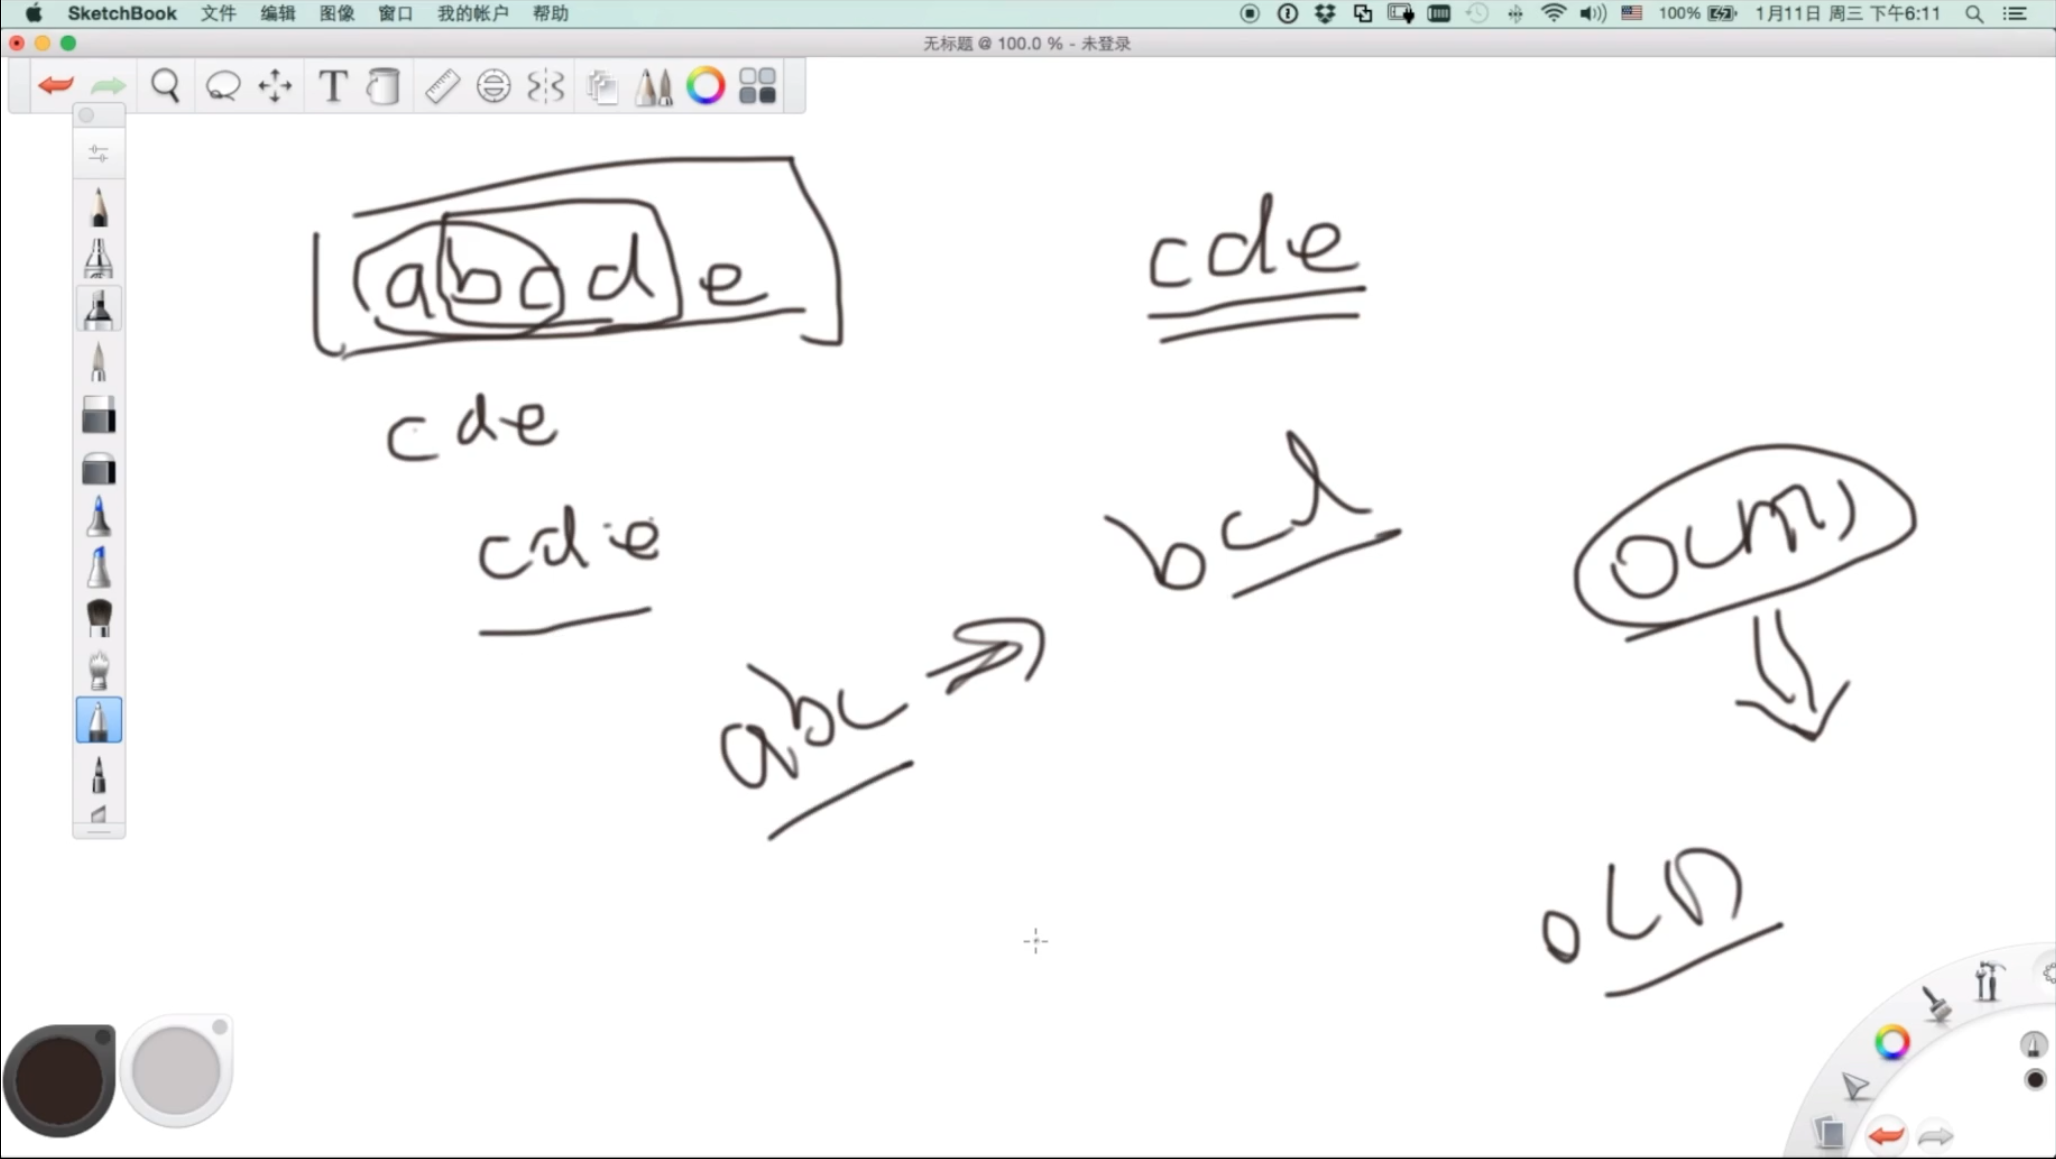 SketchBook 文件 编辑 图像 窗口 我的帐户 帮助 100% 1月11日 周三 下午6:11
无标题 @ 100.0 % - 未登录
T
abcde
cde
cde
cde
bcd
O(m)
abc
O(n)